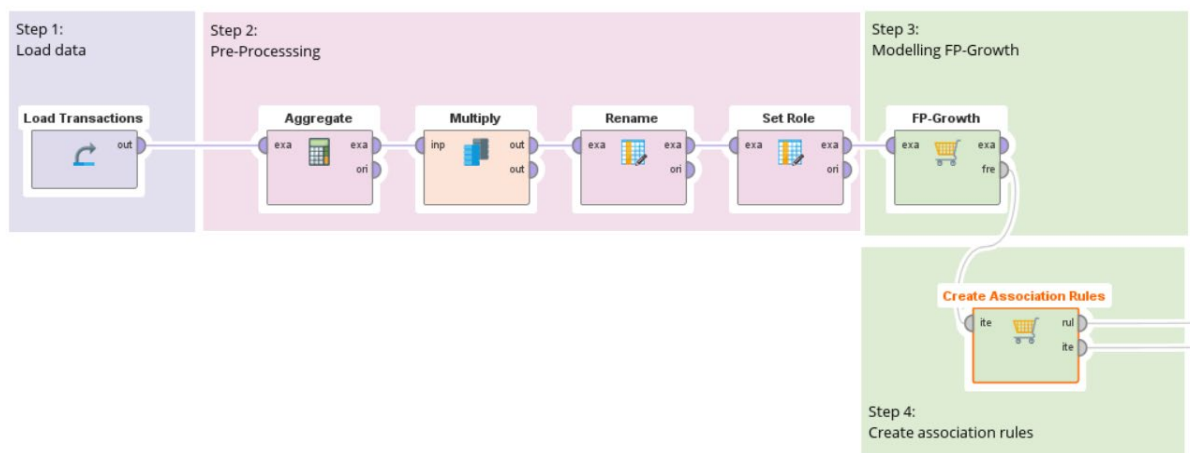 Step 1:
Load data
Step 2:
Pre-Processsing
Step 3:
Modelling FP-Growth
Load Transactions
out
Aggregate
exa exa
ori
Multiply
inp out
out
Rename
exa exa
ori
Set Role
exa exa
ori
FP-Growth
exa exa
fre
Create Association Rules
ite rul
ite
Step 4:
Create association rules